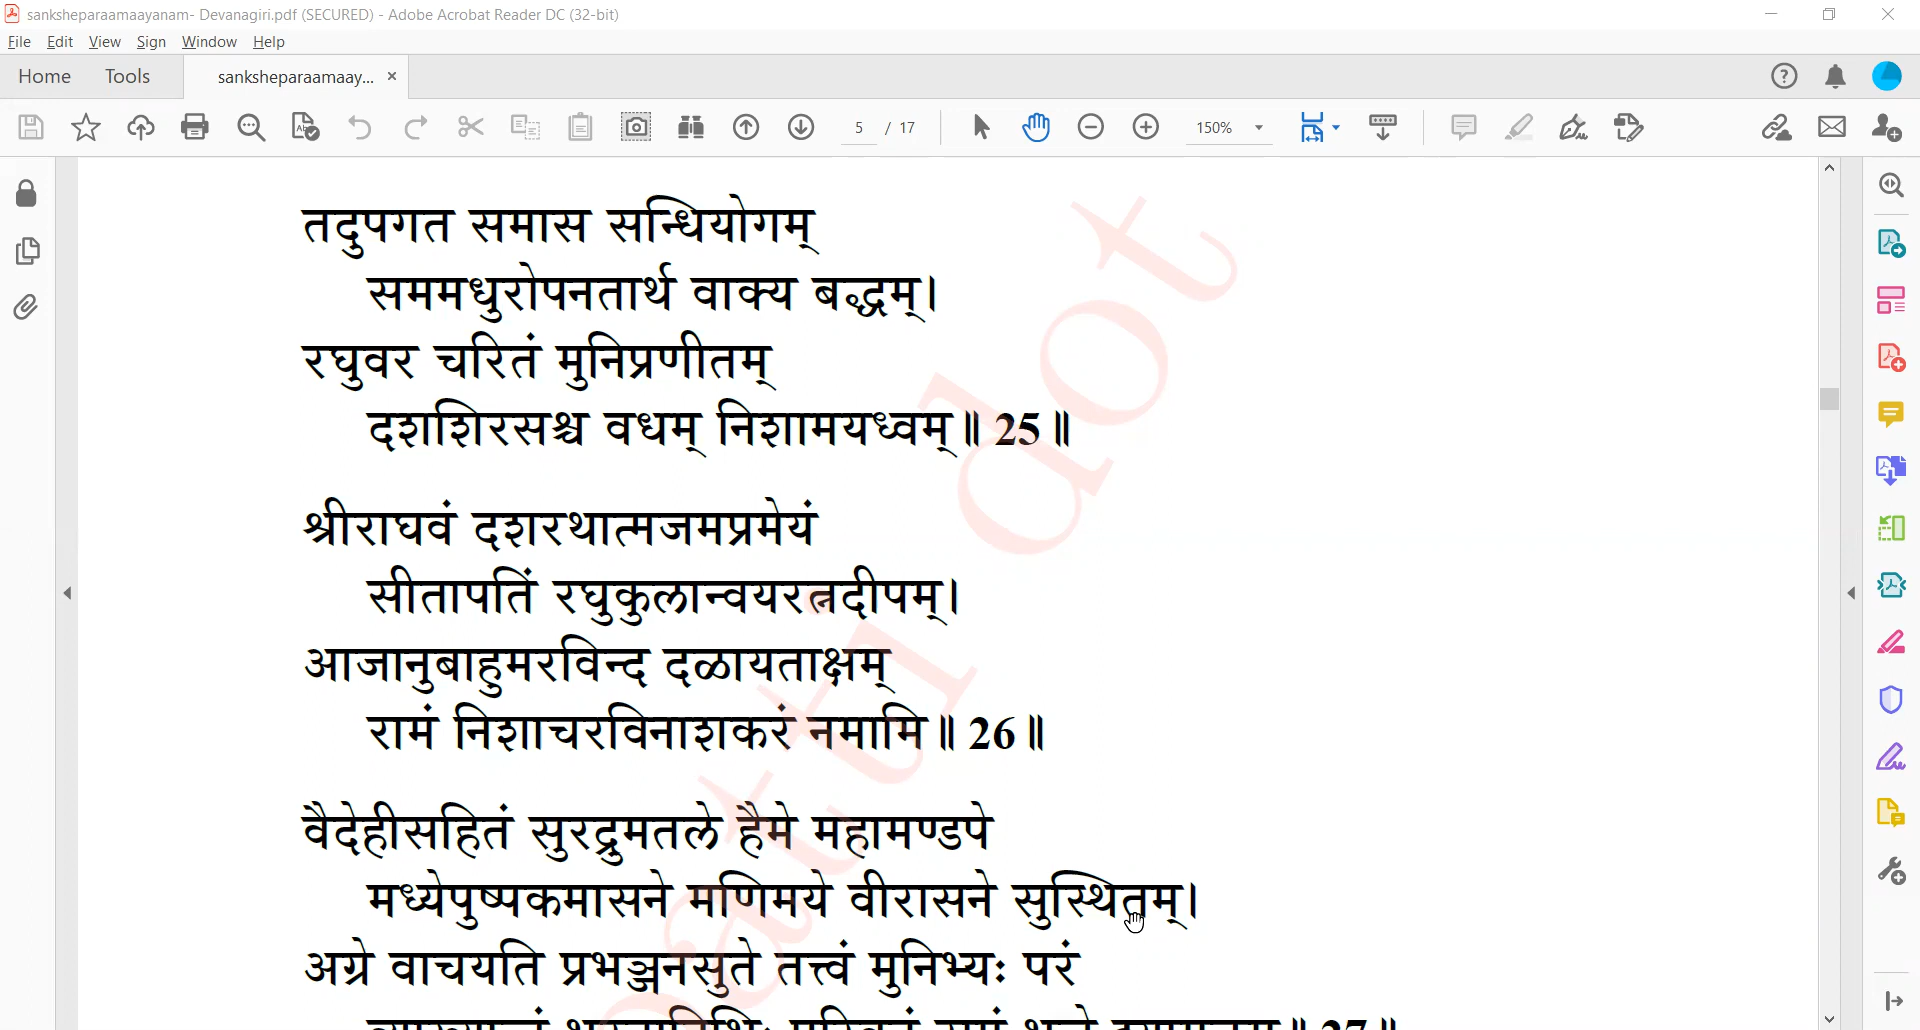 sanksheparaamaayanam- Devanagiri.pdf (SECURED) - Adobe Acrobat Reader DC (32-bit)
File Edit View Sign Window Help
Home Tools sanksheparaamaay... ×
5 / 17 150%
तदुपगत समास सन्धियोगम्
सममधुरोपनतार्थ वाक्य बद्धम्।
रघुवर चरितं मुनिप्रणीतम्
दशशिरसश्च वधम् निशामयध्वम्॥ 25॥
श्रीराघवं दशरथात्मजमप्रमेयं
सीतापतिं रघुकुलान्वयरत्नदीपम्।
आजानुबाहुमरविन्द दळायताक्षम्
रामं निशाचरविनाशकरं नमामि॥ 26॥
वैदेहीसहितं सुरद्रुमतले हैमे महामण्डपे
मध्येपुष्पकमासने मणिमये वीरासने सुस्थितम्।
अग्रे वाचयति प्रभञ्जनसुते तत्त्वं मुनिभ्यः परं
dot